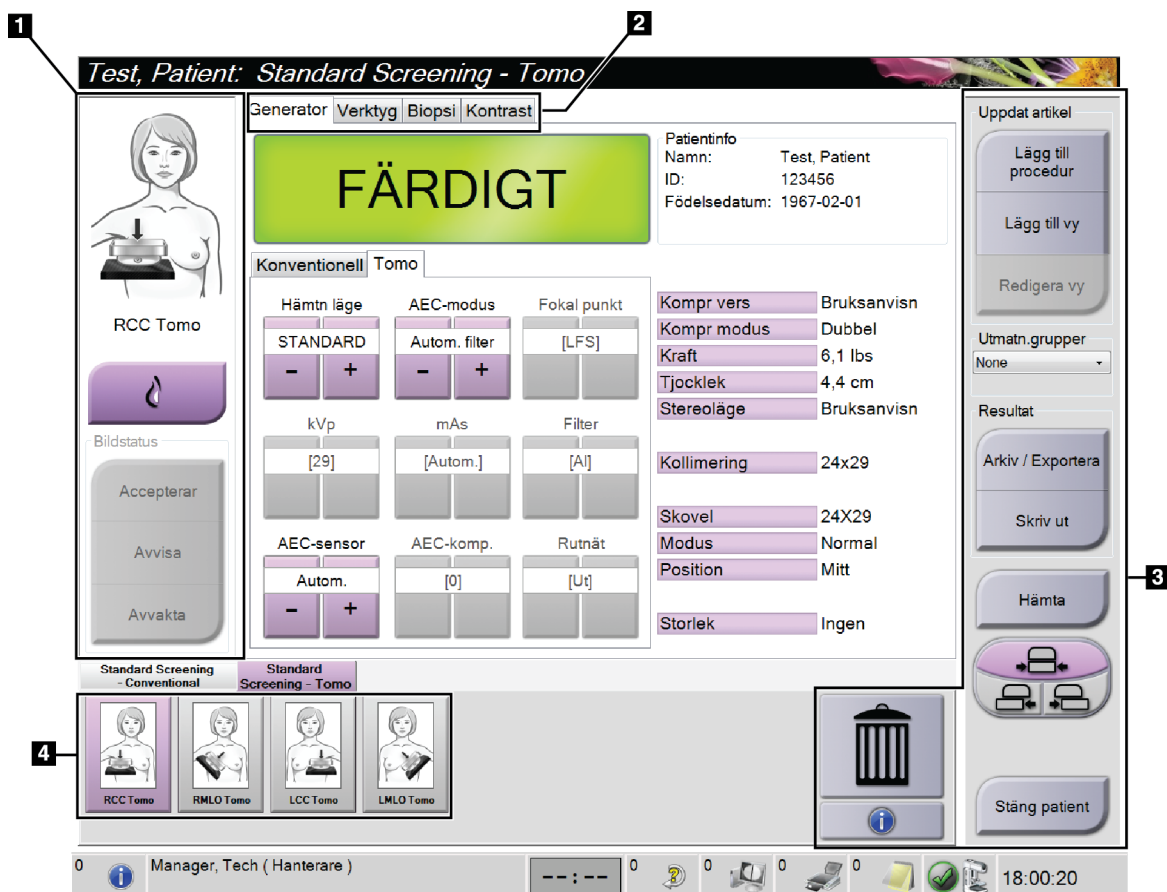 1
2
Test, Patient: Standard Screening - Tomo
Generator Verktyg Biopsi Kontrast
FÄRDIGT
Patientinfo
Namn: Test, Patient
ID: 123456
Födelsedatum: 1967-02-01
RCC Tomo
Bildstatus
Accepterar
Avvisa
Avvakta
Konventionell Tomo
Hämtn läge AEC-modus Fokal punkt
STANDARD Autom. filter [LFS]
- + - +
kVp mAs Filter
[29] [Autom.] [Al]
AEC-sensor AEC-komp. Rutnät
Autom. [0] [Ut]
- +
Kompr vers Bruksanvisn
Kompr modus Dubbel
Kraft 6,1 lbs
Tjocklek 4,4 cm
Stereoläge Bruksanvisn
Kollimering 24x29
Skovel 24X29
Modus Normal
Position Mitt
Storlek Ingen
Uppdat artikel
Lägg till
procedur
Lägg till vy
Redigera vy
Utmatn.grupper
None
Resultat
Arkiv / Exportera
Skriv ut
Hämta
3
Stäng patient
Standard Screening
- Conventional
Standard
Screening - Tomo
4
RCC Tomo RMLO Tomo LCC Tomo LMLO Tomo
0 Manager, Tech ( Hanterare ) --:-- 0 0 0 0 18:00:20